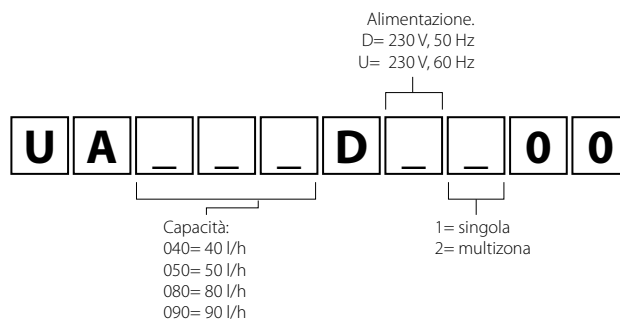 Alimentazione.
D= 230 V, 50 Hz
U= 230 V, 60 Hz
U A _ _ _ D _ _ 0 0
Capacità:
040= 40 l/h
050= 50 l/h
080= 80 l/h
090= 90 l/h
1= singola
2= multizona